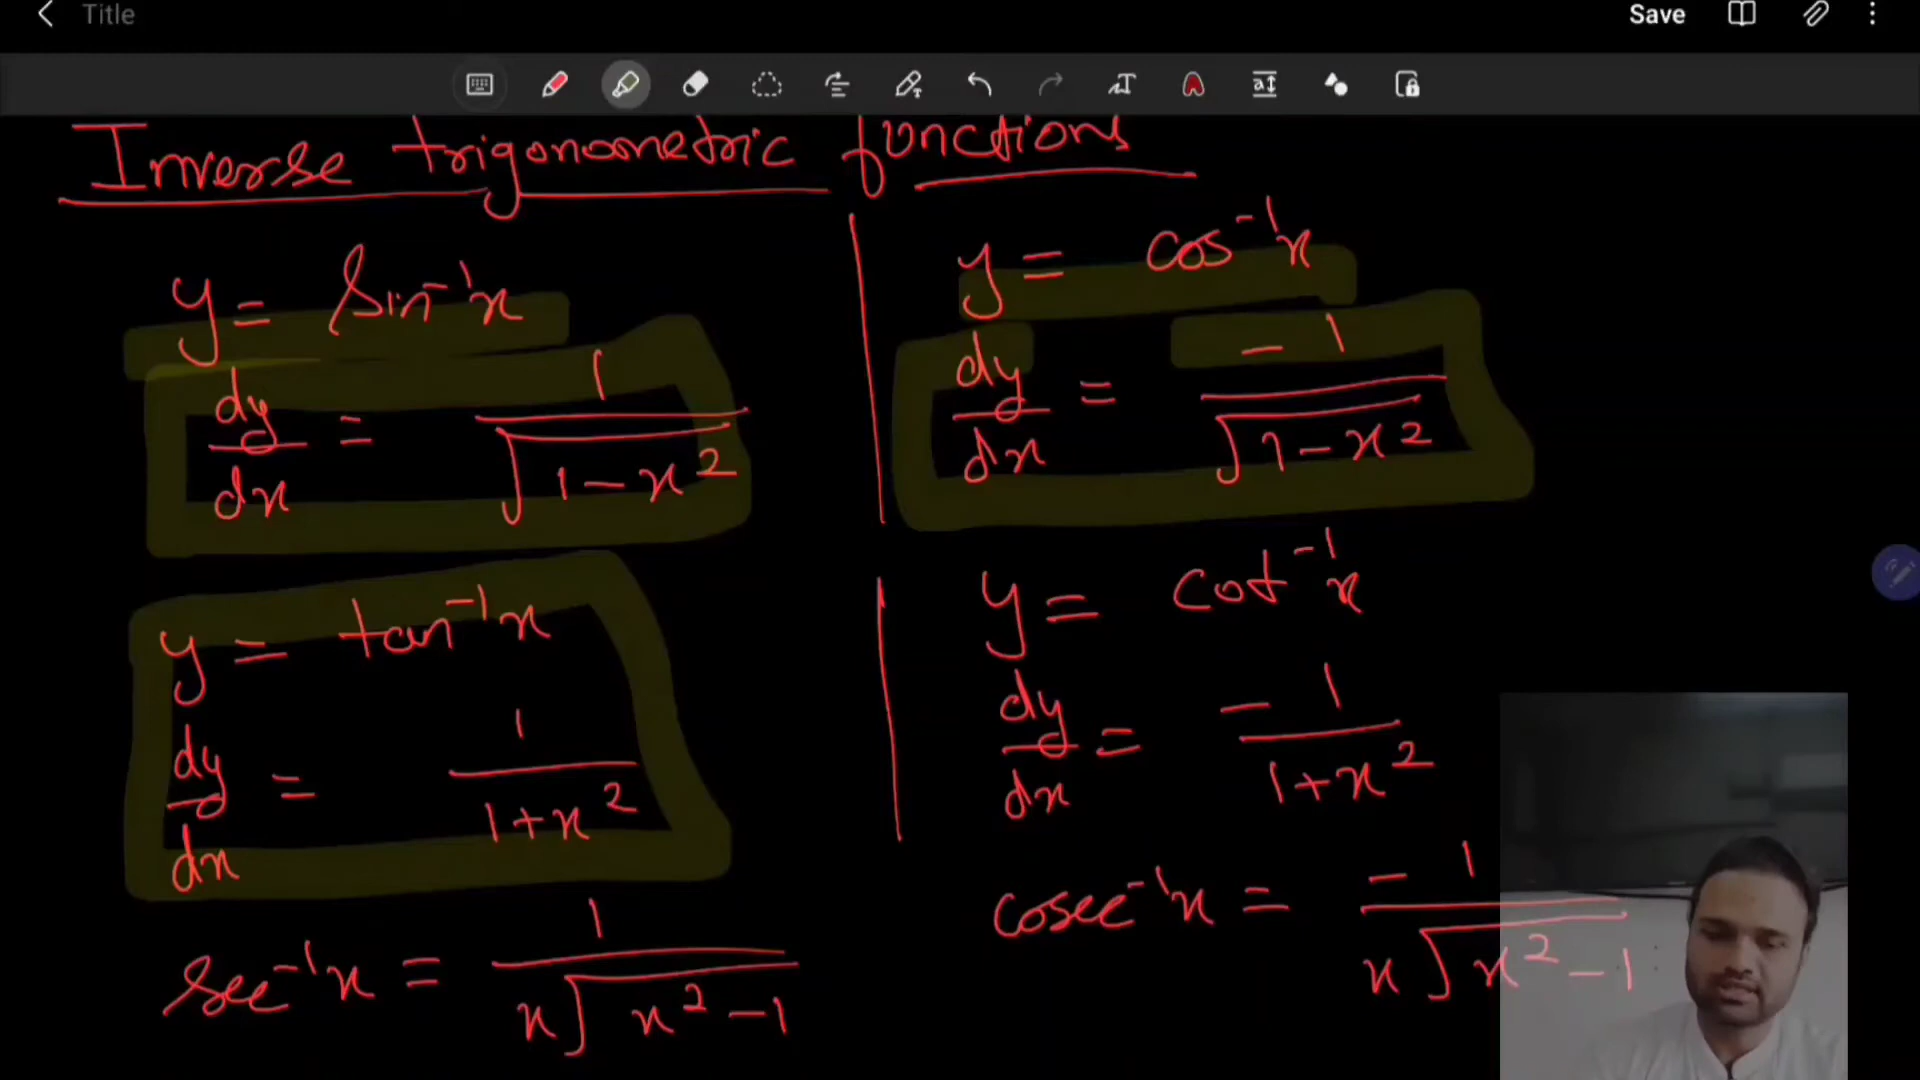 Title
Save
Inverse trigonometric functions
y = sin⁻¹x
dy/dx = 1/√(1-x²)
y = cos⁻¹x
dy/dx = -1/√(1-x²)
y = tan⁻¹x
dy/dx = 1/(1+x²)
y = cot⁻¹x
dy/dx = -1/(1+x²)
sec⁻¹x = 1/(x√(x²-1))
cosec⁻¹x = -1/(x√(x²-1))